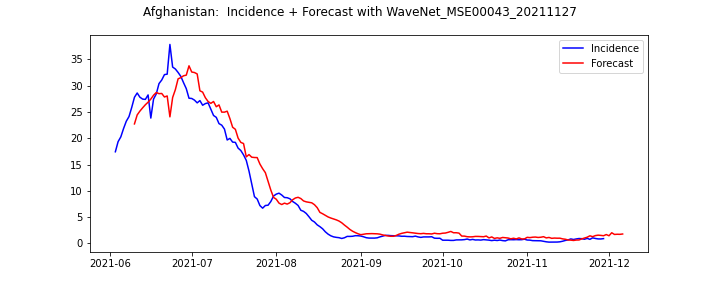 Afghanistan:  Incidence + Forecast with WaveNet_MSE00043_20211127
Incidence
Forecast
35
30
25
20
15
10
5
0
2021-06 2021-07 2021-08 2021-09 2021-10 2021-11 2021-12